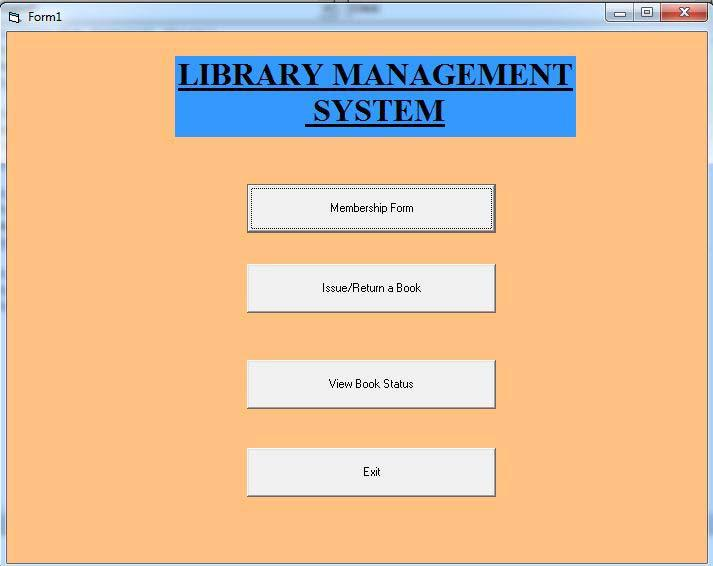 Form1
LIBRARY MANAGEMENT
SYSTEM
Membership Form
Issue/Return a Book
View Book Status
Exit